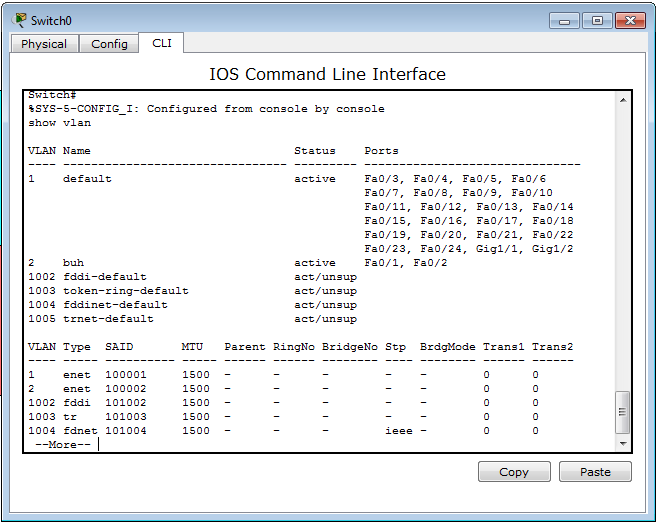 Switch0
Physical Config CLI
IOS Command Line Interface
Switch#
%SYS-5-CONFIG_I: Configured from console by console
show vlan
VLAN Name                             Status    Ports
---- -------------------------------- --------- -------------------------------
1    default                          active    Fa0/3, Fa0/4, Fa0/5, Fa0/6
                                                Fa0/7, Fa0/8, Fa0/9, Fa0/10
                                                Fa0/11, Fa0/12, Fa0/13, Fa0/14
                                                Fa0/15, Fa0/16, Fa0/17, Fa0/18
                                                Fa0/19, Fa0/20, Fa0/21, Fa0/22
                                                Fa0/23, Fa0/24, Gig1/1, Gig1/2
2    buh                              active    Fa0/1, Fa0/2
1002 fddi-default                     act/unsup
1003 token-ring-default               act/unsup
1004 fddinet-default                  act/unsup
1005 trnet-default                    act/unsup
VLAN Type  SAID       MTU   Parent RingNo BridgeNo Stp  BrdgMode Trans1 Trans2
---- ----- ---------- ----- ------ ------ -------- ---- -------- ------ ------
1    enet  100001     1500  -      -      -        -    -        0      0
2    enet  100002     1500  -      -      -        -    -        0      0
1002 fddi  101002     1500  -      -      -        -    -        0      0
1003 tr    101003     1500  -      -      -        -    -        0      0
1004 fdnet 101004     1500  -      -      -        ieee -        0      0
 --More--
Copy Paste